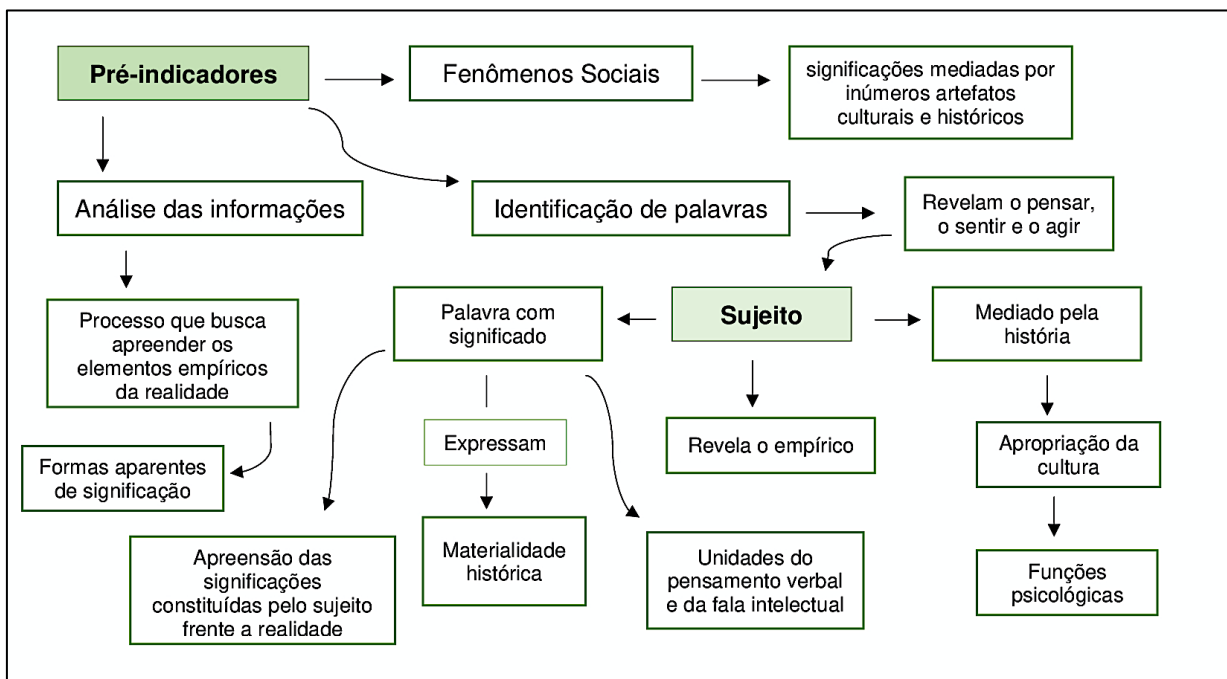 Pré-indicadores
Fenômenos Sociais
significações mediadas por
inúmeros artefatos
culturais e históricos
Análise das informações
Identificação de palavras
Revelam o pensar,
o sentir e o agir
Processo que busca
apreender os
elementos empíricos
da realidade
Palavra com
significado
Sujeito
Mediado pela
história
Formas aparentes
de significação
Expressam
Revela o empírico
Apropriação da
cultura
Apreensão das
significações
constituídas pelo sujeito
frente a realidade
Materialidade
histórica
Unidades do
pensamento verbal
e da fala intelectual
Funções
psicológicas